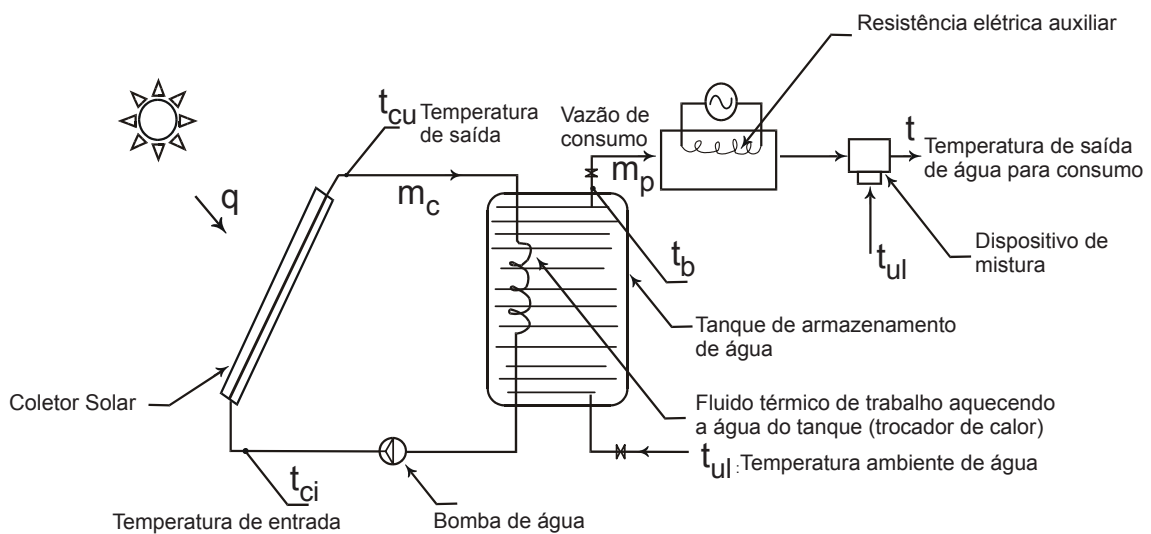 Resistência elétrica auxiliar
t_cu Temperatura
de saída
Vazão de
consumo
t
Temperatura de saída
de água para consumo
q
m_c
m_p
t_b
t_ul
Dispositivo de
mistura
Tanque de armazenamento
de água
Coletor Solar
Fluido térmico de trabalho aquecendo
a água do tanque (trocador de calor)
t_ul : Temperatura ambiente de água
t_ci
Temperatura de entrada
Bomba de água